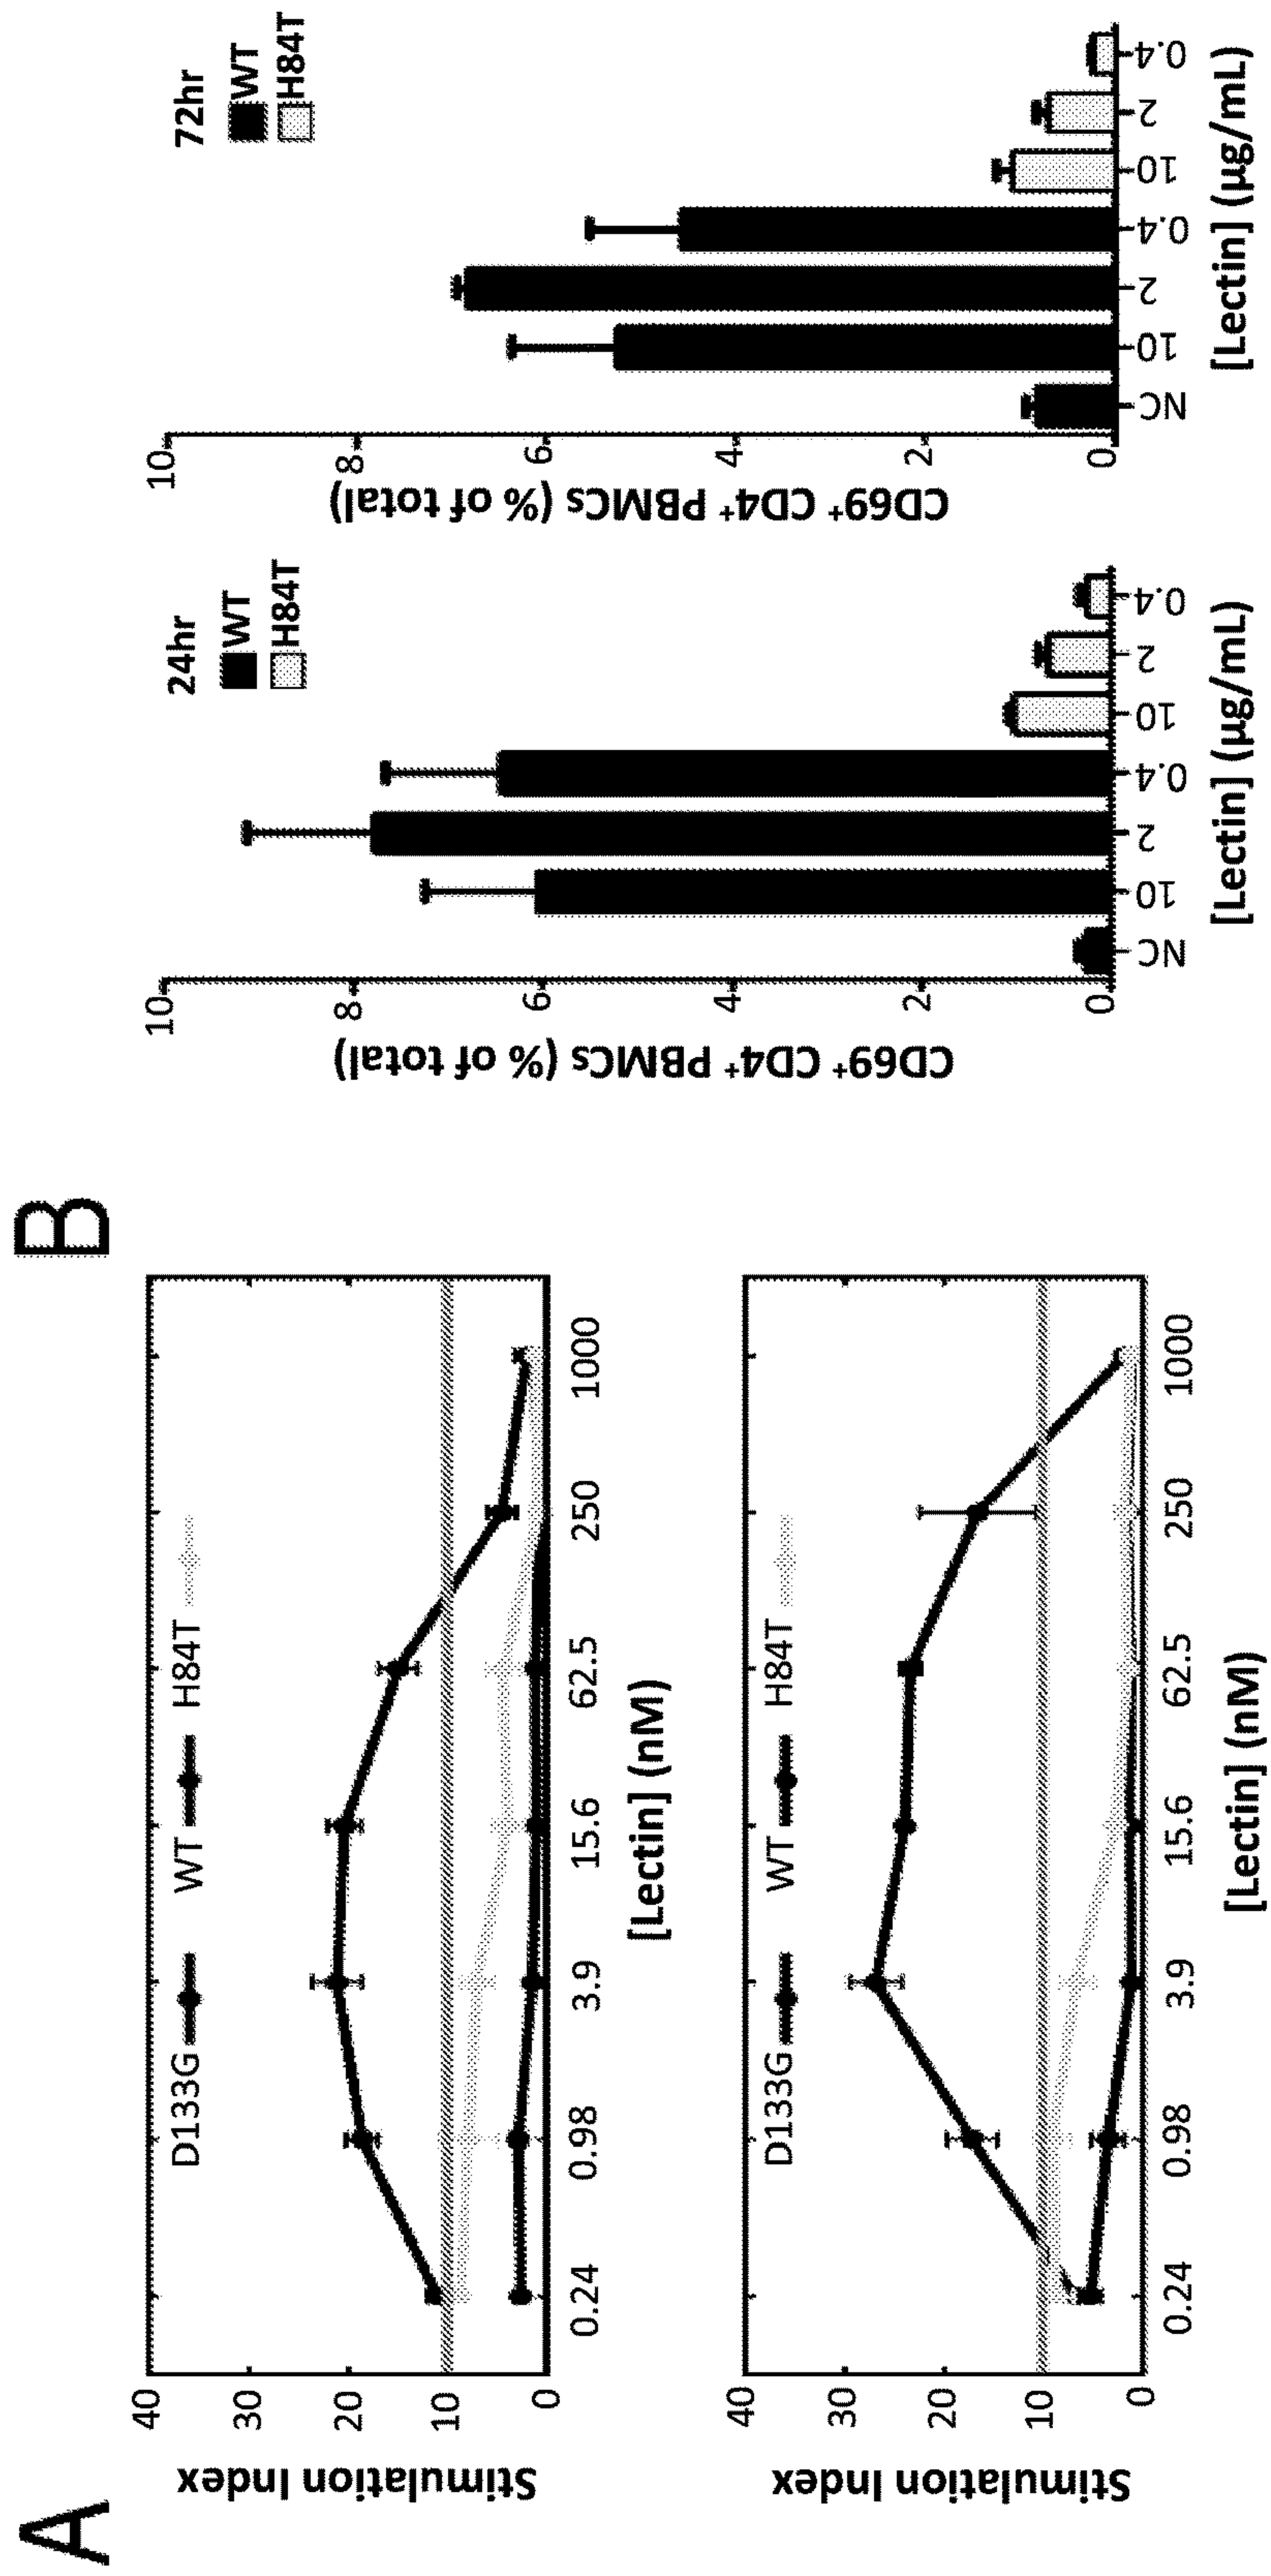 A
Stimulation Index
40
30
20
10
0
D133G WT H84T
0.24 0.98 3.9 15.6 62.5 250 1000
[Lectin] (nM)
Stimulation Index
40
30
20
10
0
D133G WT H84T
0.24 0.98 3.9 15.6 62.5 250 1000
[Lectin] (nM)
B
CD69+ CD4+ PBMCs (% of total)
10
8
6
4
2
0
24hr
WT
H84T
NC 10 2 0.4 10 2 0.4
[Lectin] (µg/mL)
CD69+ CD4+ PBMCs (% of total)
10
8
6
4
2
0
72hr
WT
H84T
NC 10 2 0.4 10 2 0.4
[Lectin] (µg/mL)